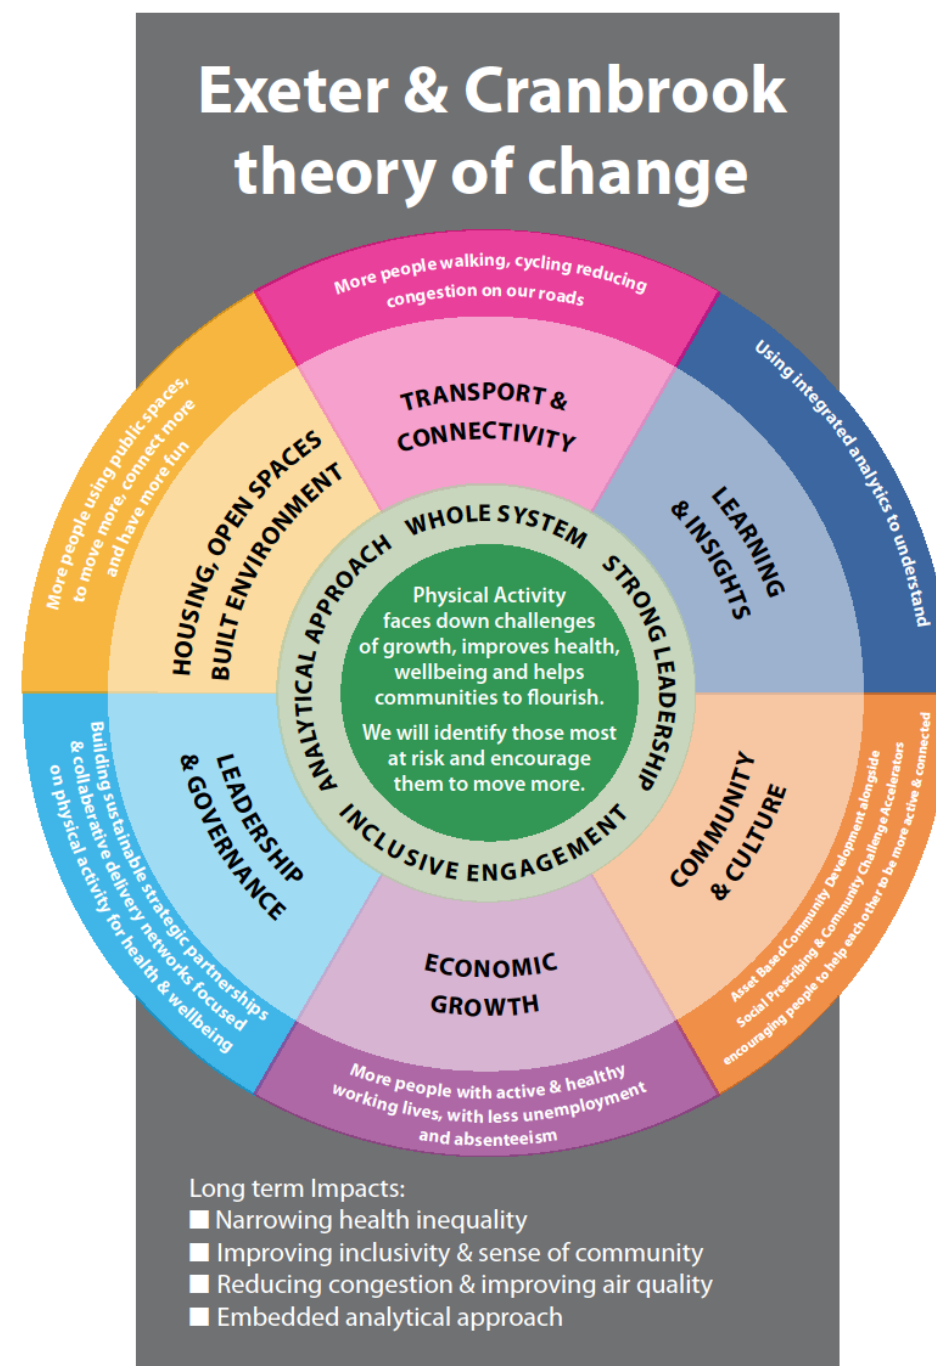 Exeter & Cranbrook
theory of change
More people walking, cycling reducing
congestion on our roads
TRANSPORT &
CONNECTIVITY
Using integrated analytics to understand
LEARNING
& INSIGHTS
Asset Based Community Development alongside
Social Prescribing & Community Challenge Accelerators
encouraging people to help each other to be more active & connected
COMMUNITY
& CULTURE
ECONOMIC
GROWTH
More people with active & healthy
working lives, with less unemployment
and absenteeism
LEADERSHIP
& GOVERNANCE
Building sustainable strategic partnerships
& collaborative delivery networks focused
on physical activity for health & wellbeing
More people using public spaces,
to move more, connect more
and have more fun
HOUSING, OPEN SPACES
BUILT ENVIRONMENT
WHOLE SYSTEM
STRONG LEADERSHIP
INCLUSIVE ENGAGEMENT
ANALYTICAL APPROACH
Physical Activity
faces down challenges
of growth, improves health,
wellbeing and helps
communities to flourish.
We will identify those most
at risk and encourage
them to move more.
Long term Impacts:
■ Narrowing health inequality
■ Improving inclusivity & sense of community
■ Reducing congestion & improving air quality
■ Embedded analytical approach